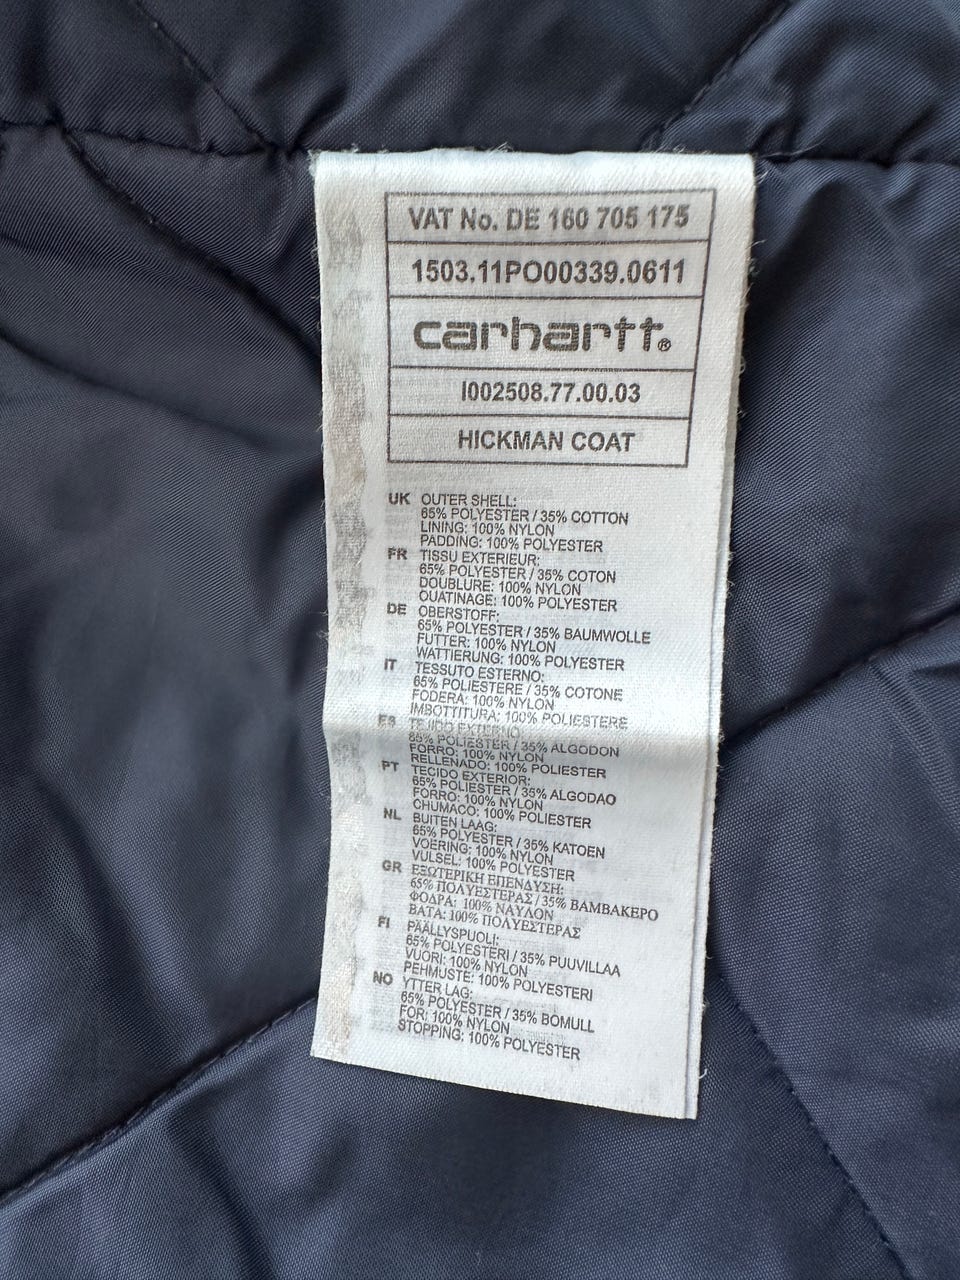 VAT No. DE 160 705 175
1503.11PO00339.0611
carhartt®
I002508.77.00.03
HICKMAN COAT
UK OUTER SHELL:
65% POLYESTER / 35% COTTON
LINING: 100% NYLON
PADDING: 100% POLYESTER
FR TISSU EXTERIEUR:
65% POLYESTER / 35% COTON
DOUBLURE: 100% NYLON
OUATINAGE: 100% POLYESTER
DE OBERSTOFF:
65% POLYESTER / 35% BAUMWOLLE
FUTTER: 100% NYLON
WATTIERUNG: 100% POLYESTER
IT TESSUTO ESTERNO:
65% POLIESTERE / 35% COTONE
FODERA: 100% NYLON
IMBOTTITURA: 100% POLIESTERE
ES TEJIDO EXTERNO:
65% POLIESTER / 35% ALGODON
FORRO: 100% NYLON
RELLENADO: 100% POLIESTER
PT TECIDO EXTERIOR:
65% POLIESTER / 35% ALGODAO
FORRO: 100% NYLON
CHUMACO: 100% POLIESTER
NL BUITEN LAAG:
65% POLYESTER / 35% KATOEN
VOERING: 100% NYLON
VULSEL: 100% POLYESTER
GR ΕΞΩΤΕΡΙΚΗ ΕΠΕΝΔΥΣΗ:
65% ΠΟΛΥΕΣΤΕΡΑΣ / 35% ΒΑΜΒΑΚΕΡΟ
ΦΟΔΡΑ: 100% ΝΑΥΛΟΝ
ΒΑΤΑ: 100% ΠΟΛΥΕΣΤΕΡΑΣ
FI PÄÄLLYSPUOLI:
65% POLYESTERI / 35% PUUVILLAA
VUORI: 100% NYLON
PEHMUSTE: 100% POLYESTERI
NO YTTER LAG:
65% POLYESTER / 35% BOMULL
FOR: 100% NYLON
STOPPING: 100% POLYESTER